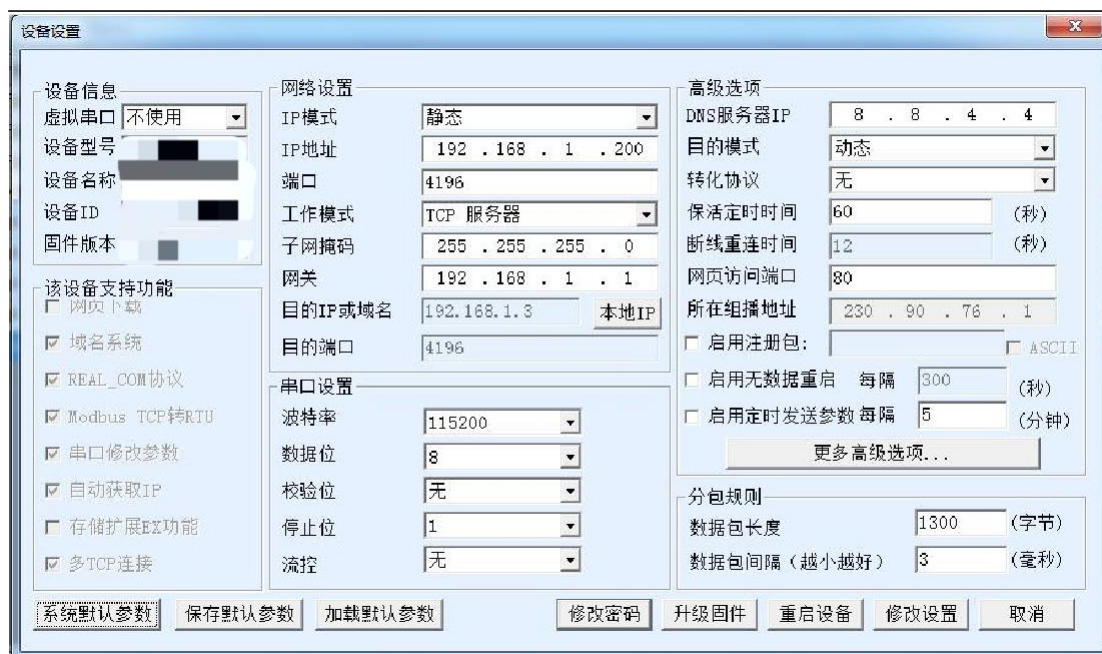 设备设置
设备信息
虚拟串口 不使用
设备型号
设备名称
设备ID
固件版本
该设备支持功能
网页下载
域名系统
REAL_COM协议
Modbus TCP转RTU
串口修改参数
自动获取IP
存储扩展EX功能
多TCP连接
网络设置
IP模式 静态
IP地址 192 . 168 . 1 . 200
端口 4196
工作模式 TCP 服务器
子网掩码 255 . 255 . 255 . 0
网关 192 . 168 . 1 . 1
目的IP或域名 192.168.1.3 本地IP
目的端口 4196
串口设置
波特率 115200
数据位 8
校验位 无
停止位 1
流控 无
高级选项
DNS服务器IP 8 . 8 . 4 . 4
目的模式 动态
转化协议 无
保活定时时间 60 (秒)
断线重连时间 12 (秒)
网页访问端口 80
所在组播地址 230 . 90 . 76 . 1
启用注册包: ASCII
启用无数据重启 每隔 300 (秒)
启用定时发送参数 每隔 5 (分钟)
更多高级选项...
分包规则
数据包长度 1300 (字节)
数据包间隔（越小越好） 3 (毫秒)
系统默认参数 保存默认参数 加载默认参数 修改密码 升级固件 重启设备 修改设置 取消